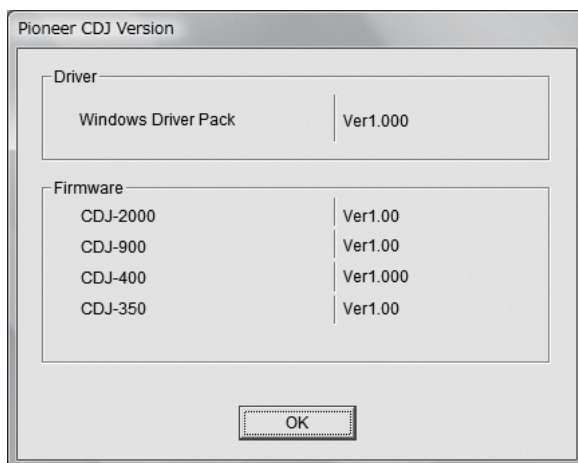 Pioneer CDJ Version
Driver
Windows Driver Pack Ver1.000
Firmware
CDJ-2000 Ver1.00
CDJ-900 Ver1.00
CDJ-400 Ver1.000
CDJ-350 Ver1.00
OK